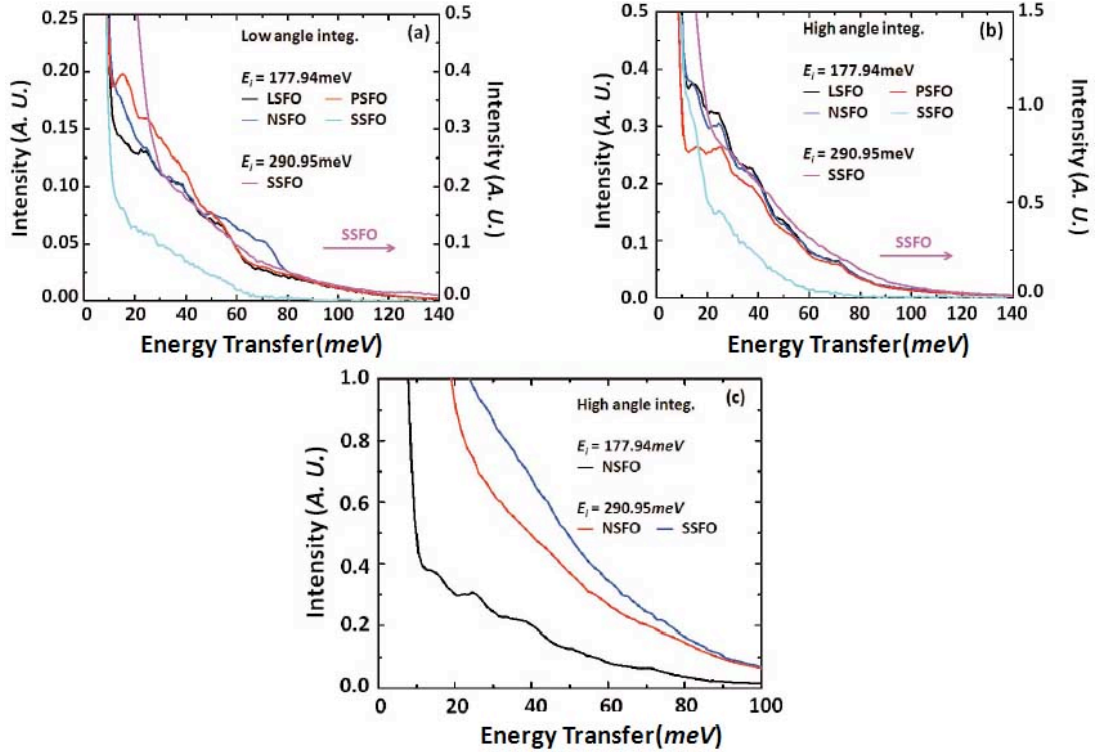 (a)
Low angle integ.
Ei = 177.94meV
LSFO PSFO
NSFO SSFO
Ei = 290.95meV
SSFO
SSFO
0.25
0.20
0.15
0.10
0.05
0.00
0.5
0.4
0.3
0.2
0.1
0.0
0 20 40 60 80 100 120 140
Intensity (A. U.)
Intensity (A. U.)
Energy Transfer(meV)
(b)
High angle integ.
Ei = 177.94meV
LSFO PSFO
NSFO SSFO
Ei = 290.95meV
SSFO
SSFO
0.5
0.4
0.3
0.2
0.1
0.0
1.5
1.0
0.5
0.0
0 20 40 60 80 100 120 140
Intensity (A. U.)
Intensity (A. U.)
Energy Transfer(meV)
(c)
High angle integ.
Ei = 177.94meV
NSFO
Ei = 290.95meV
NSFO SSFO
1.0
0.8
0.6
0.4
0.2
0.0
0 20 40 60 80 100
Intensity (A. U.)
Energy Transfer(meV)